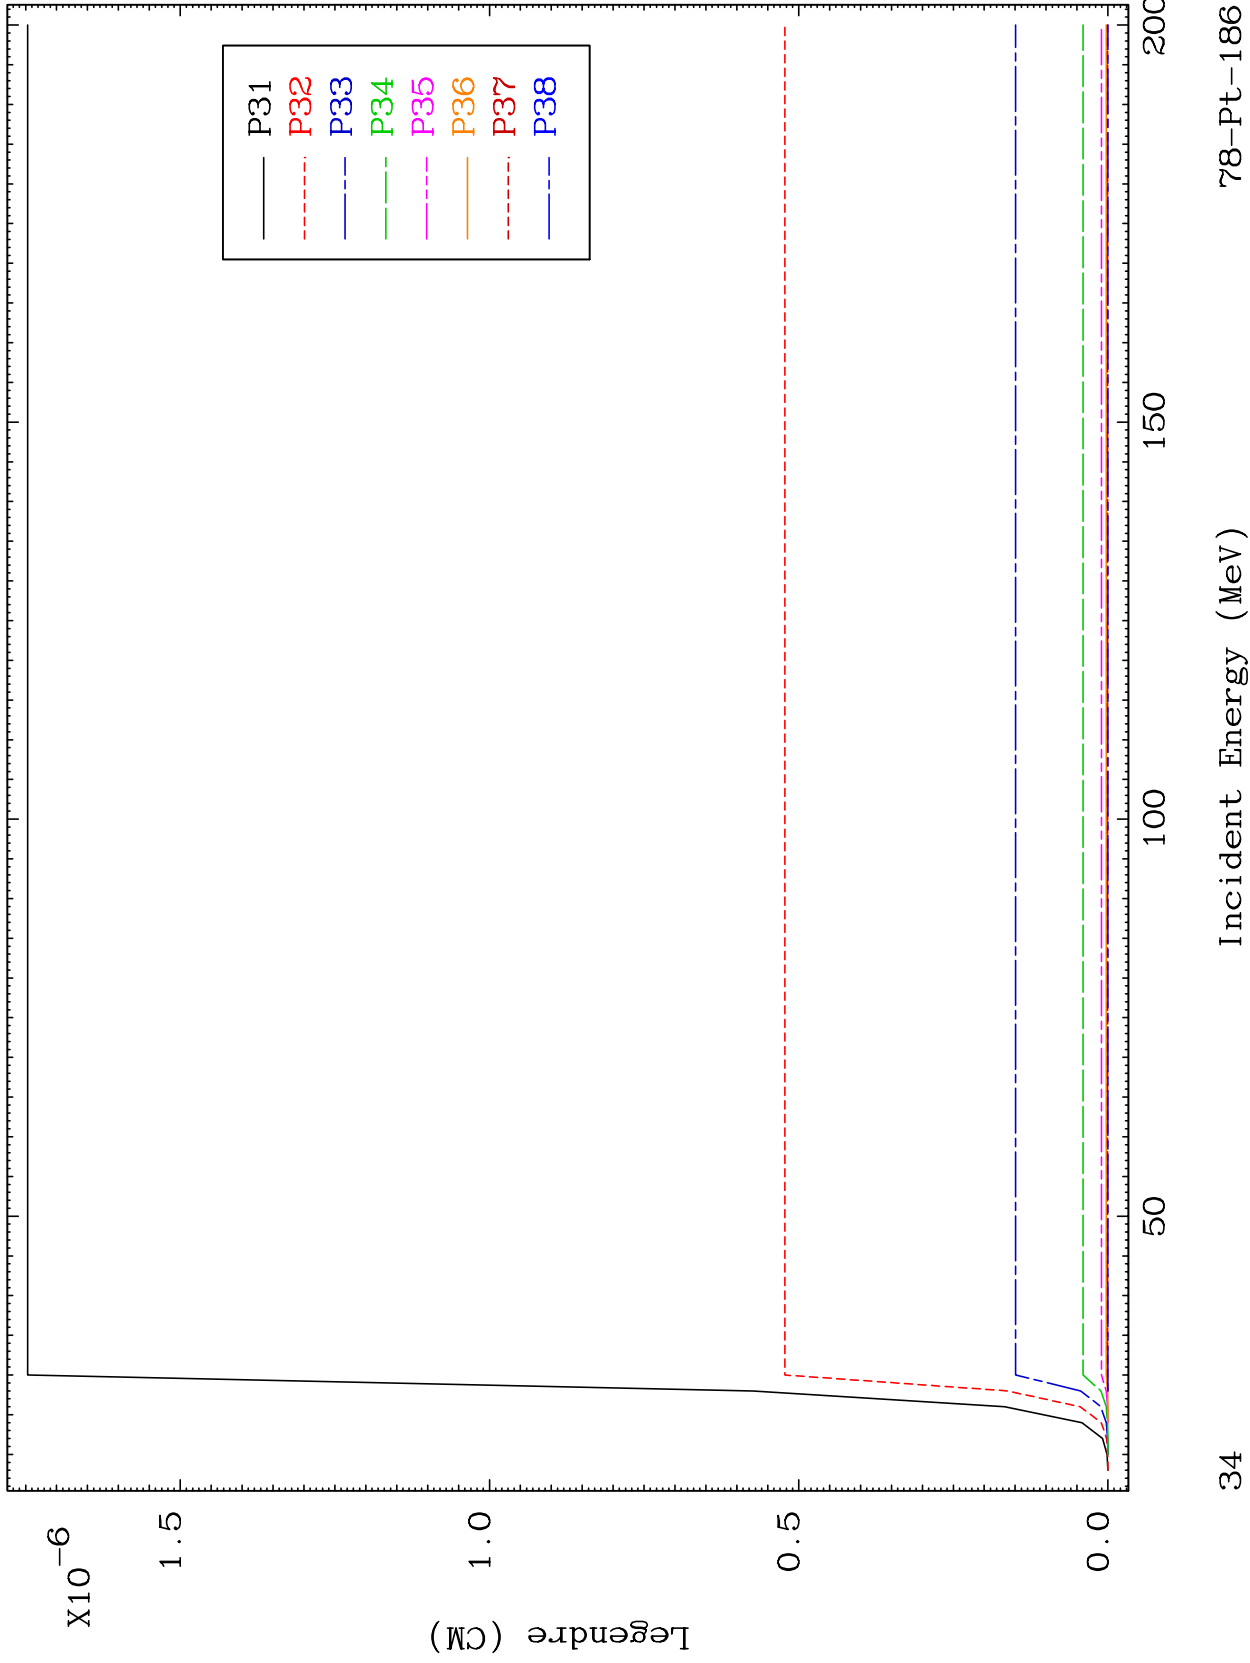 X10-6
1.5
1.0
0.5
0.0
Legendre (CM)
P31
P32
P33
P34
P35
P36
P37
P38
50
100
150
200
Incident Energy (MeV)
34
78-Pt-186